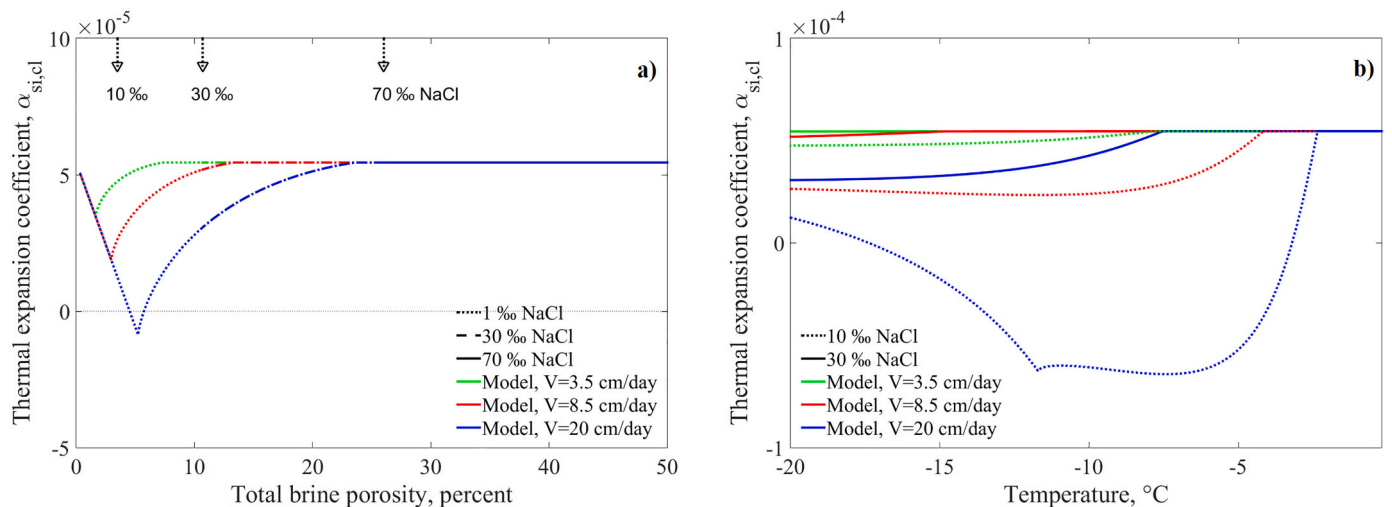 ×10⁻⁵
10
5
0
-5
Thermal expansion coefficient, α si,cl
a)
10 ‰
30 ‰
70 ‰ NaCl
1 ‰ NaCl
30 ‰ NaCl
70 ‰ NaCl
Model, V=3.5 cm/day
Model, V=8.5 cm/day
Model, V=20 cm/day
0 10 20 30 40 50
Total brine porosity, percent
×10⁻⁴
1
0
-1
Thermal expansion coefficient, α si,cl
b)
10 ‰ NaCl
30 ‰ NaCl
Model, V=3.5 cm/day
Model, V=8.5 cm/day
Model, V=20 cm/day
-20 -15 -10 -5
Temperature, °C